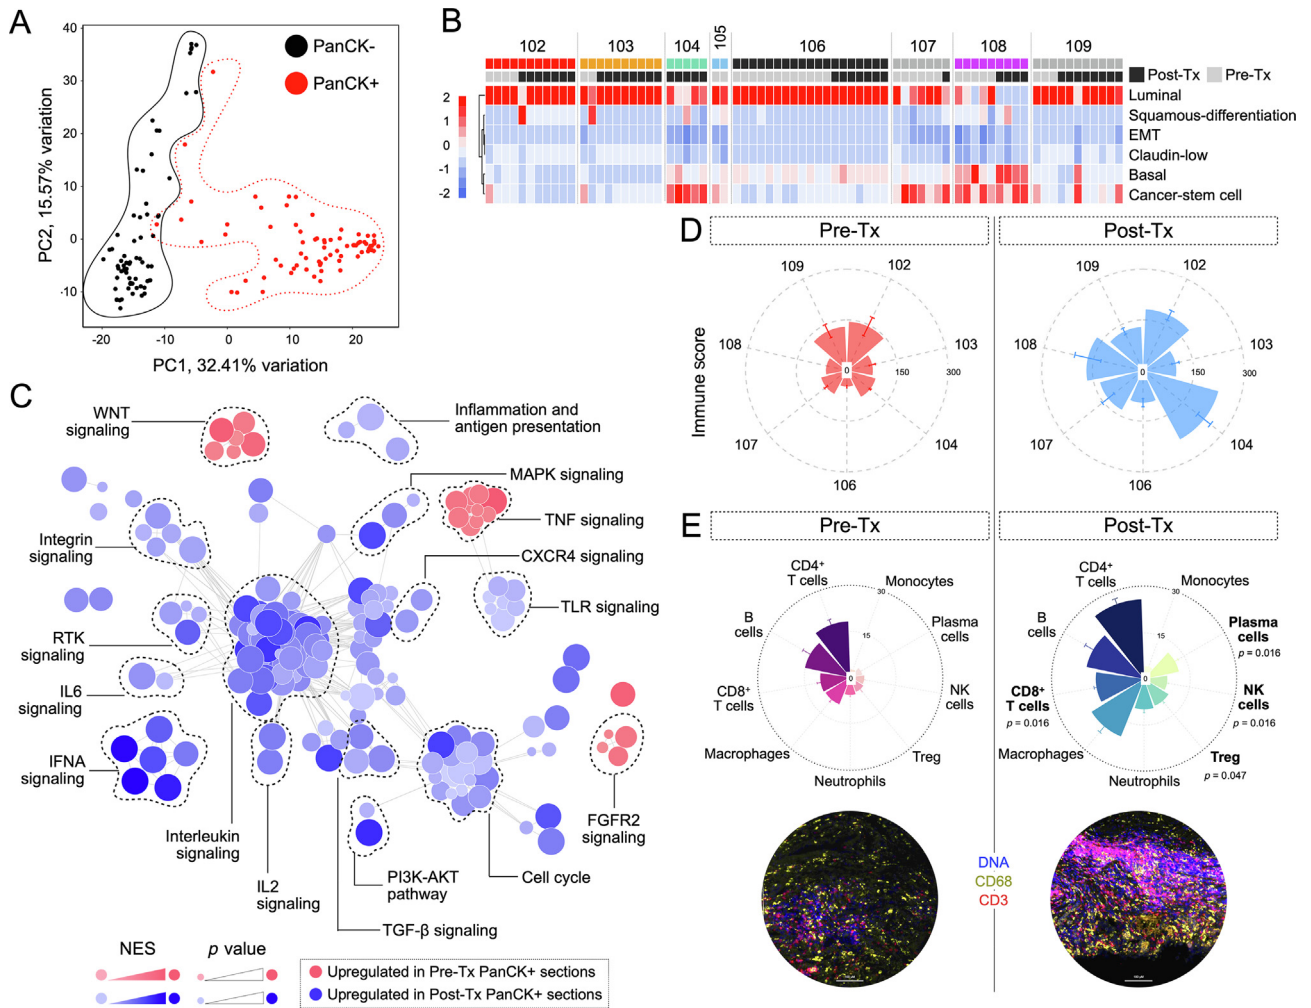 A
40
30
20
10
0
-10
-20
-10
0
10
20
PC2, 15.57% variation
PC1, 32.41% variation
PanCK-
PanCK+
B
102
103
104
105
106
107
108
109
Post-Tx
Pre-Tx
2
1
0
-1
-2
Luminal
Squamous-differentiation
EMT
Claudin-low
Basal
Cancer-stem cell
C
WNT
signaling
Inflammation and
antigen presentation
MAPK signaling
TNF signaling
Integrin
signaling
CXCR4 signaling
TLR signaling
RTK
signaling
IL6
signaling
IFNA
signaling
Interleukin
signaling
IL2
signaling
PI3K-AKT
pathway
TGF-β signaling
Cell cycle
FGFR2
signaling
NES
p value
Upregulated in Pre-Tx PanCK+ sections
Upregulated in Post-Tx PanCK+ sections
D
Pre-Tx
Post-Tx
Immune score
109
102
108
103
107
104
106
0
150
300
109
102
108
103
107
104
106
0
150
300
E
Pre-Tx
Post-Tx
CD4+
T cells
Monocytes
B
cells
Plasma
cells
CD8+
T cells
NK
cells
Macrophages
Treg
Neutrophils
30
15
0
CD4+
T cells
Monocytes
B
cells
Plasma
cells
p = 0.016
CD8+
T cells
p = 0.016
NK
cells
p = 0.016
Macrophages
Treg
p = 0.047
Neutrophils
30
15
0
DNA
CD68
CD3